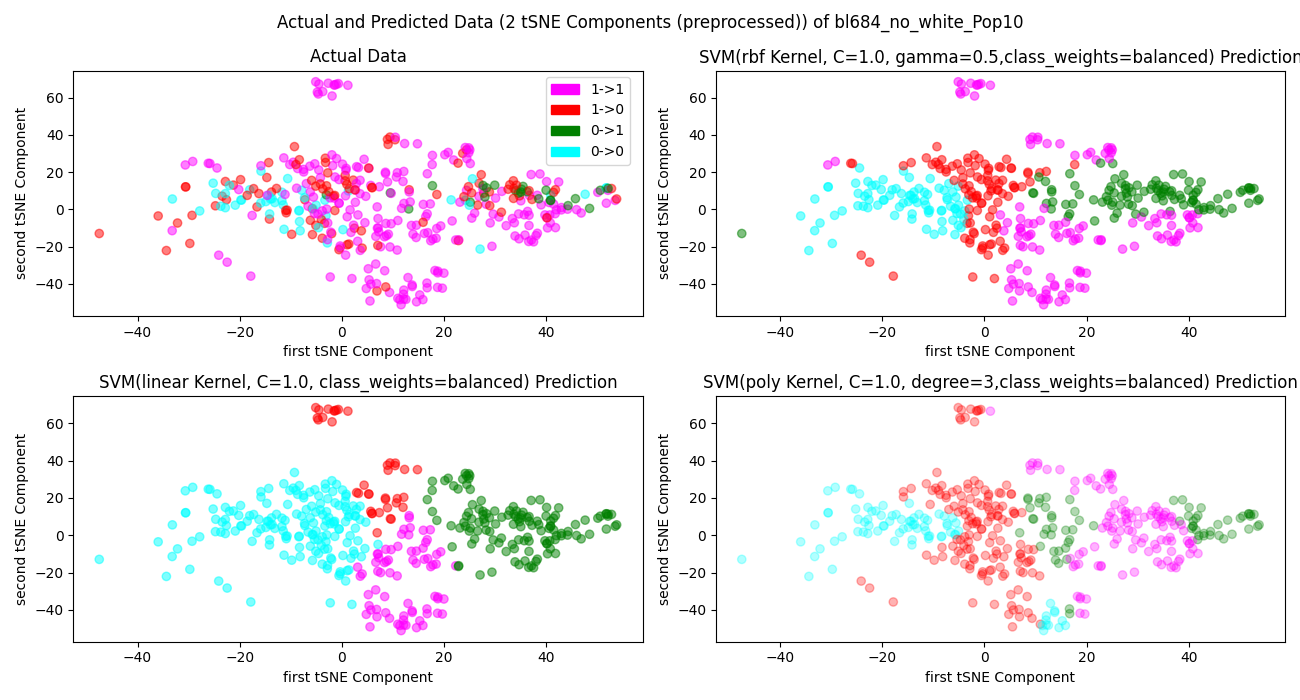 Actual and Predicted Data (2 tSNE Components (preprocessed)) of bl684_no_white_Pop10
Actual Data
second tSNE Component
60
40
20
0
−20
−40
1->1
1->0
0->1
0->0
−40 −20 0 20 40
first tSNE Component
SVM(rbf Kernel, C=1.0, gamma=0.5,class_weights=balanced) Prediction
second tSNE Component
60
40
20
0
−20
−40
−40 −20 0 20 40
first tSNE Component
SVM(linear Kernel, C=1.0, class_weights=balanced) Prediction
second tSNE Component
60
40
20
0
−20
−40
−40 −20 0 20 40
first tSNE Component
SVM(poly Kernel, C=1.0, degree=3,class_weights=balanced) Prediction
second tSNE Component
60
40
20
0
−20
−40
−40 −20 0 20 40
first tSNE Component